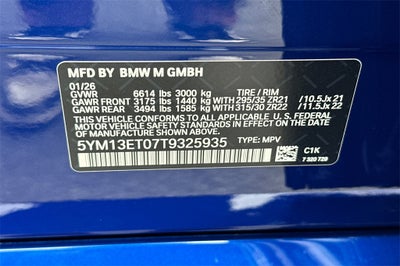 MFD BY BMW M GMBH
01/26
GVWR 6614 lbs 3000 kg TIRE / RIM
GAWR FRONT 3175 lbs 1440 kg WITH 295/35 ZR21 /10.5Jx 21
GAWR REAR 3494 lbs 1585 kg WITH 315/30 ZR22 /11.5Jx 22
THIS VEHICLE CONFORMS TO ALL APPLICABLE U.S. FEDERAL
MOTOR VEHICLE SAFETY STANDARDS IN EFFECT ON THE
DATE OF MANUFACTURE SHOWN ABOVE.
5YM13ET07T9325935 TYPE: MPV
C1K
7 320 729